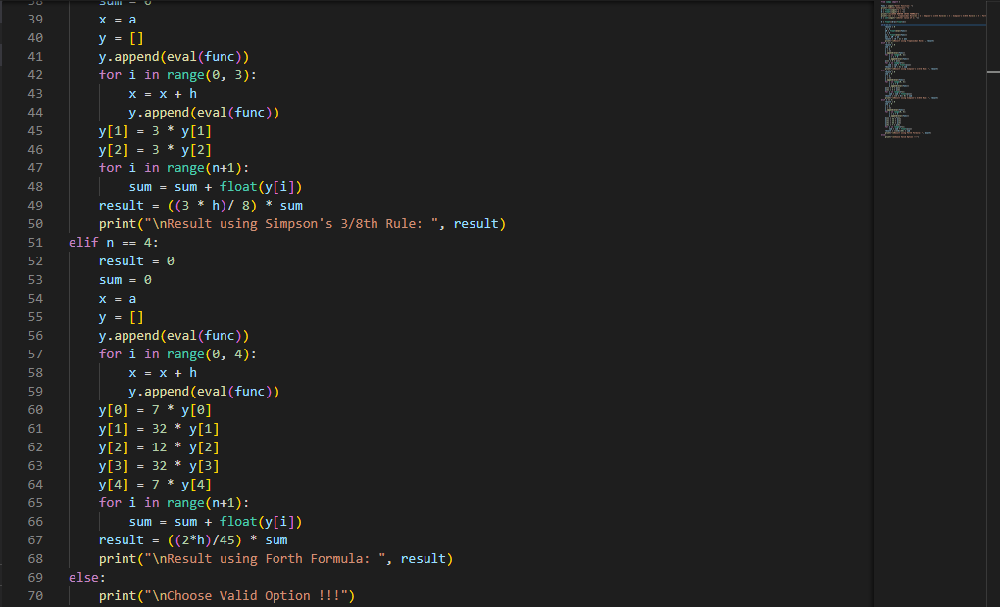 38 sum = 0
39 x = a
40 y = []
41 y.append(eval(func))
42 for i in range(0, 3):
43 x = x + h
44 y.append(eval(func))
45 y[1] = 3 * y[1]
46 y[2] = 3 * y[2]
47 for i in range(n+1):
48 sum = sum + float(y[i])
49 result = ((3 * h)/ 8) * sum
50 print("\nResult using Simpson's 3/8th Rule: ", result)
51 elif n == 4:
52 result = 0
53 sum = 0
54 x = a
55 y = []
56 y.append(eval(func))
57 for i in range(0, 4):
58 x = x + h
59 y.append(eval(func))
60 y[0] = 7 * y[0]
61 y[1] = 32 * y[1]
62 y[2] = 12 * y[2]
63 y[3] = 32 * y[3]
64 y[4] = 7 * y[4]
65 for i in range(n+1):
66 sum = sum + float(y[i])
67 result = ((2*h)/45) * sum
68 print("\nResult using Forth Formula: ", result)
69 else:
70 print("\nChoose Valid Option !!!")